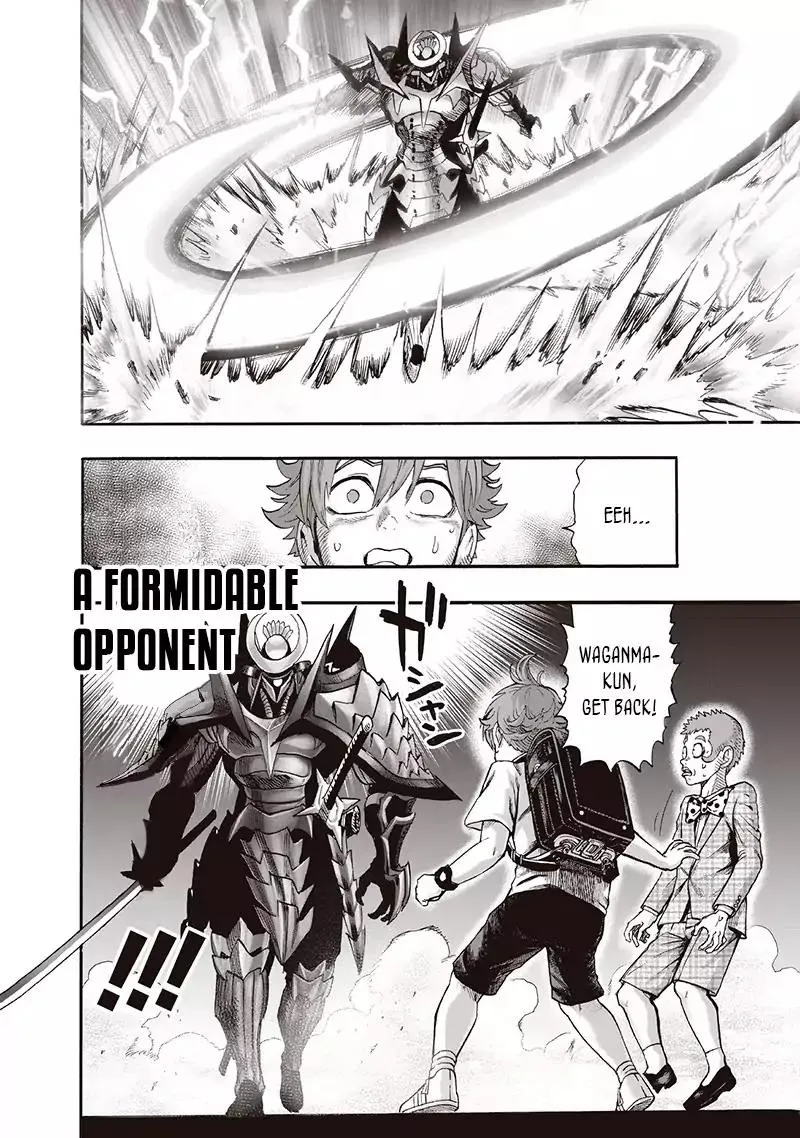 EEH...
A FORMIDABLE
OPPONENT
ガシャン
WAGANMA-
KUN,
GET BACK!
!!!